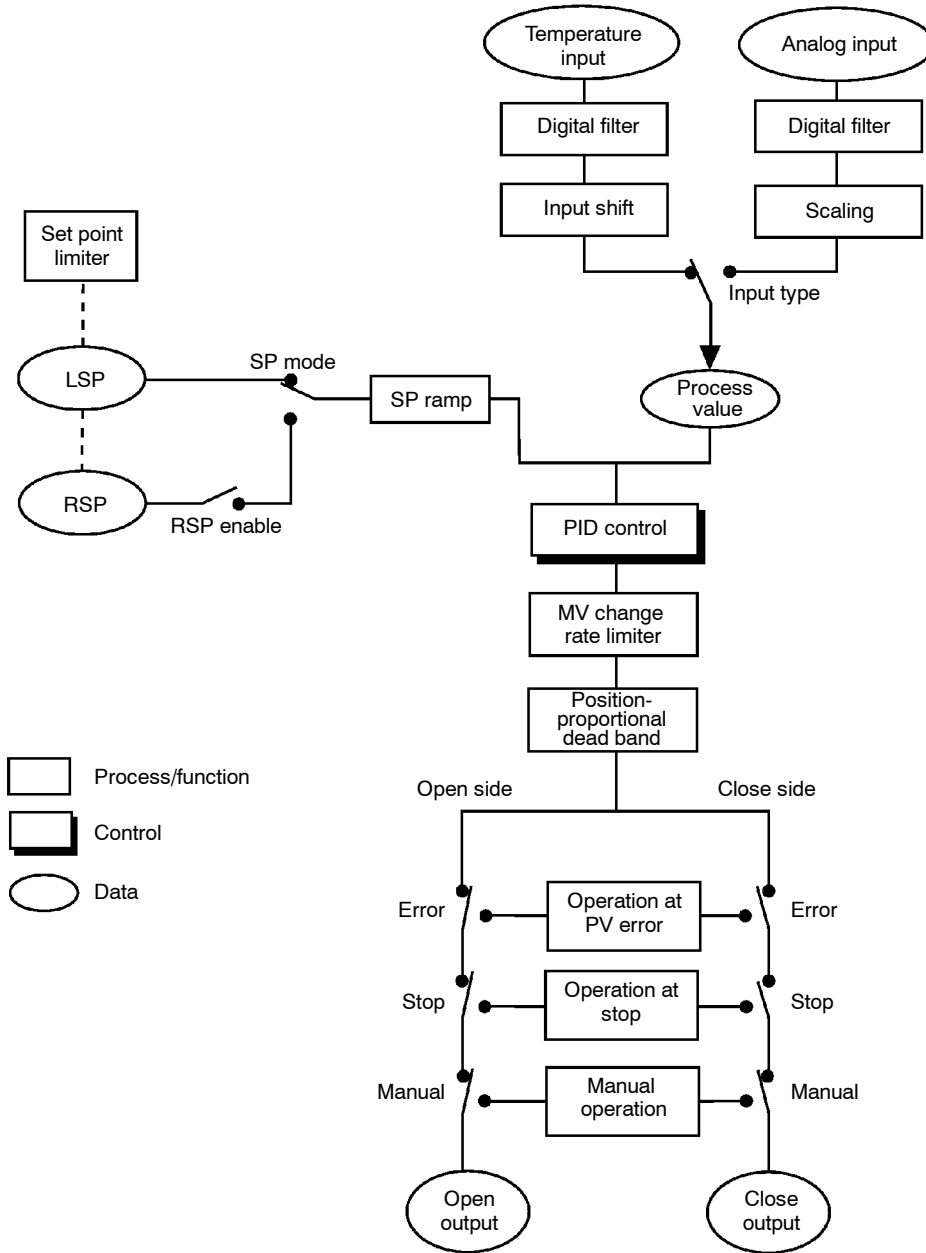 Temperature
input
Analog input
Digital filter
Digital filter
Input shift
Scaling
Set point
limiter
Input type
SP mode
LSP
SP ramp
Process
value
RSP
RSP enable
PID control
MV change
rate limiter
Position-
proportional
dead band
Process/function
Control
Data
Open side
Close side
Error
Operation at
PV error
Error
Stop
Operation at
stop
Stop
Manual
Manual
operation
Manual
Open
output
Close
output